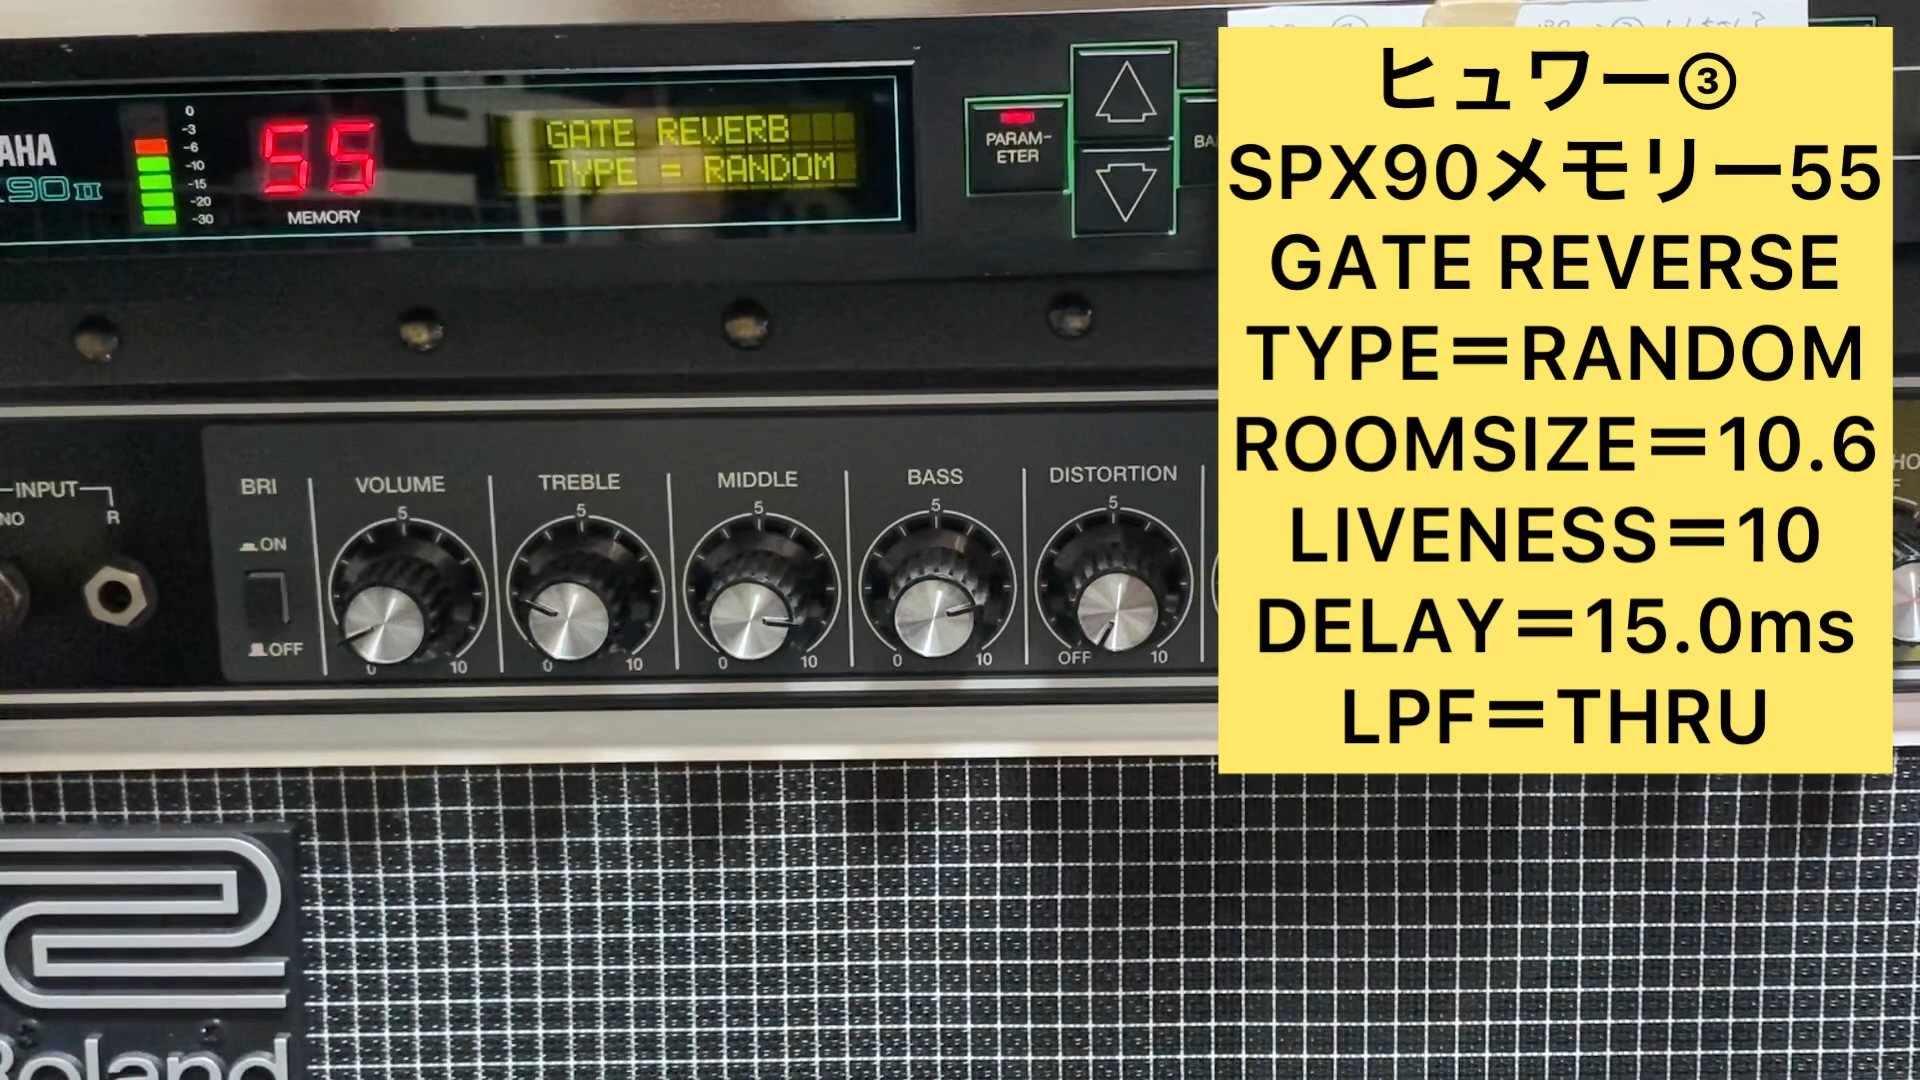 ヒュワー③
SPX90メモリー55
GATE REVERSE
TYPE=RANDOM
ROOMSIZE=10.6
LIVENESS=10
DELAY=15.0ms
LPF=THRU
AHA
90II
0
-3
-6
-10
-15
-20
-30
55
MEMORY
GATE REVERB
TYPE = RANDOM
PARAM-
ETER
BA
INPUT
NO
R
BRI
ON
OFF
VOLUME
5
0 10
TREBLE
5
0 10
MIDDLE
5
0 10
BASS
5
0 10
DISTORTION
5
OFF 10
Roland